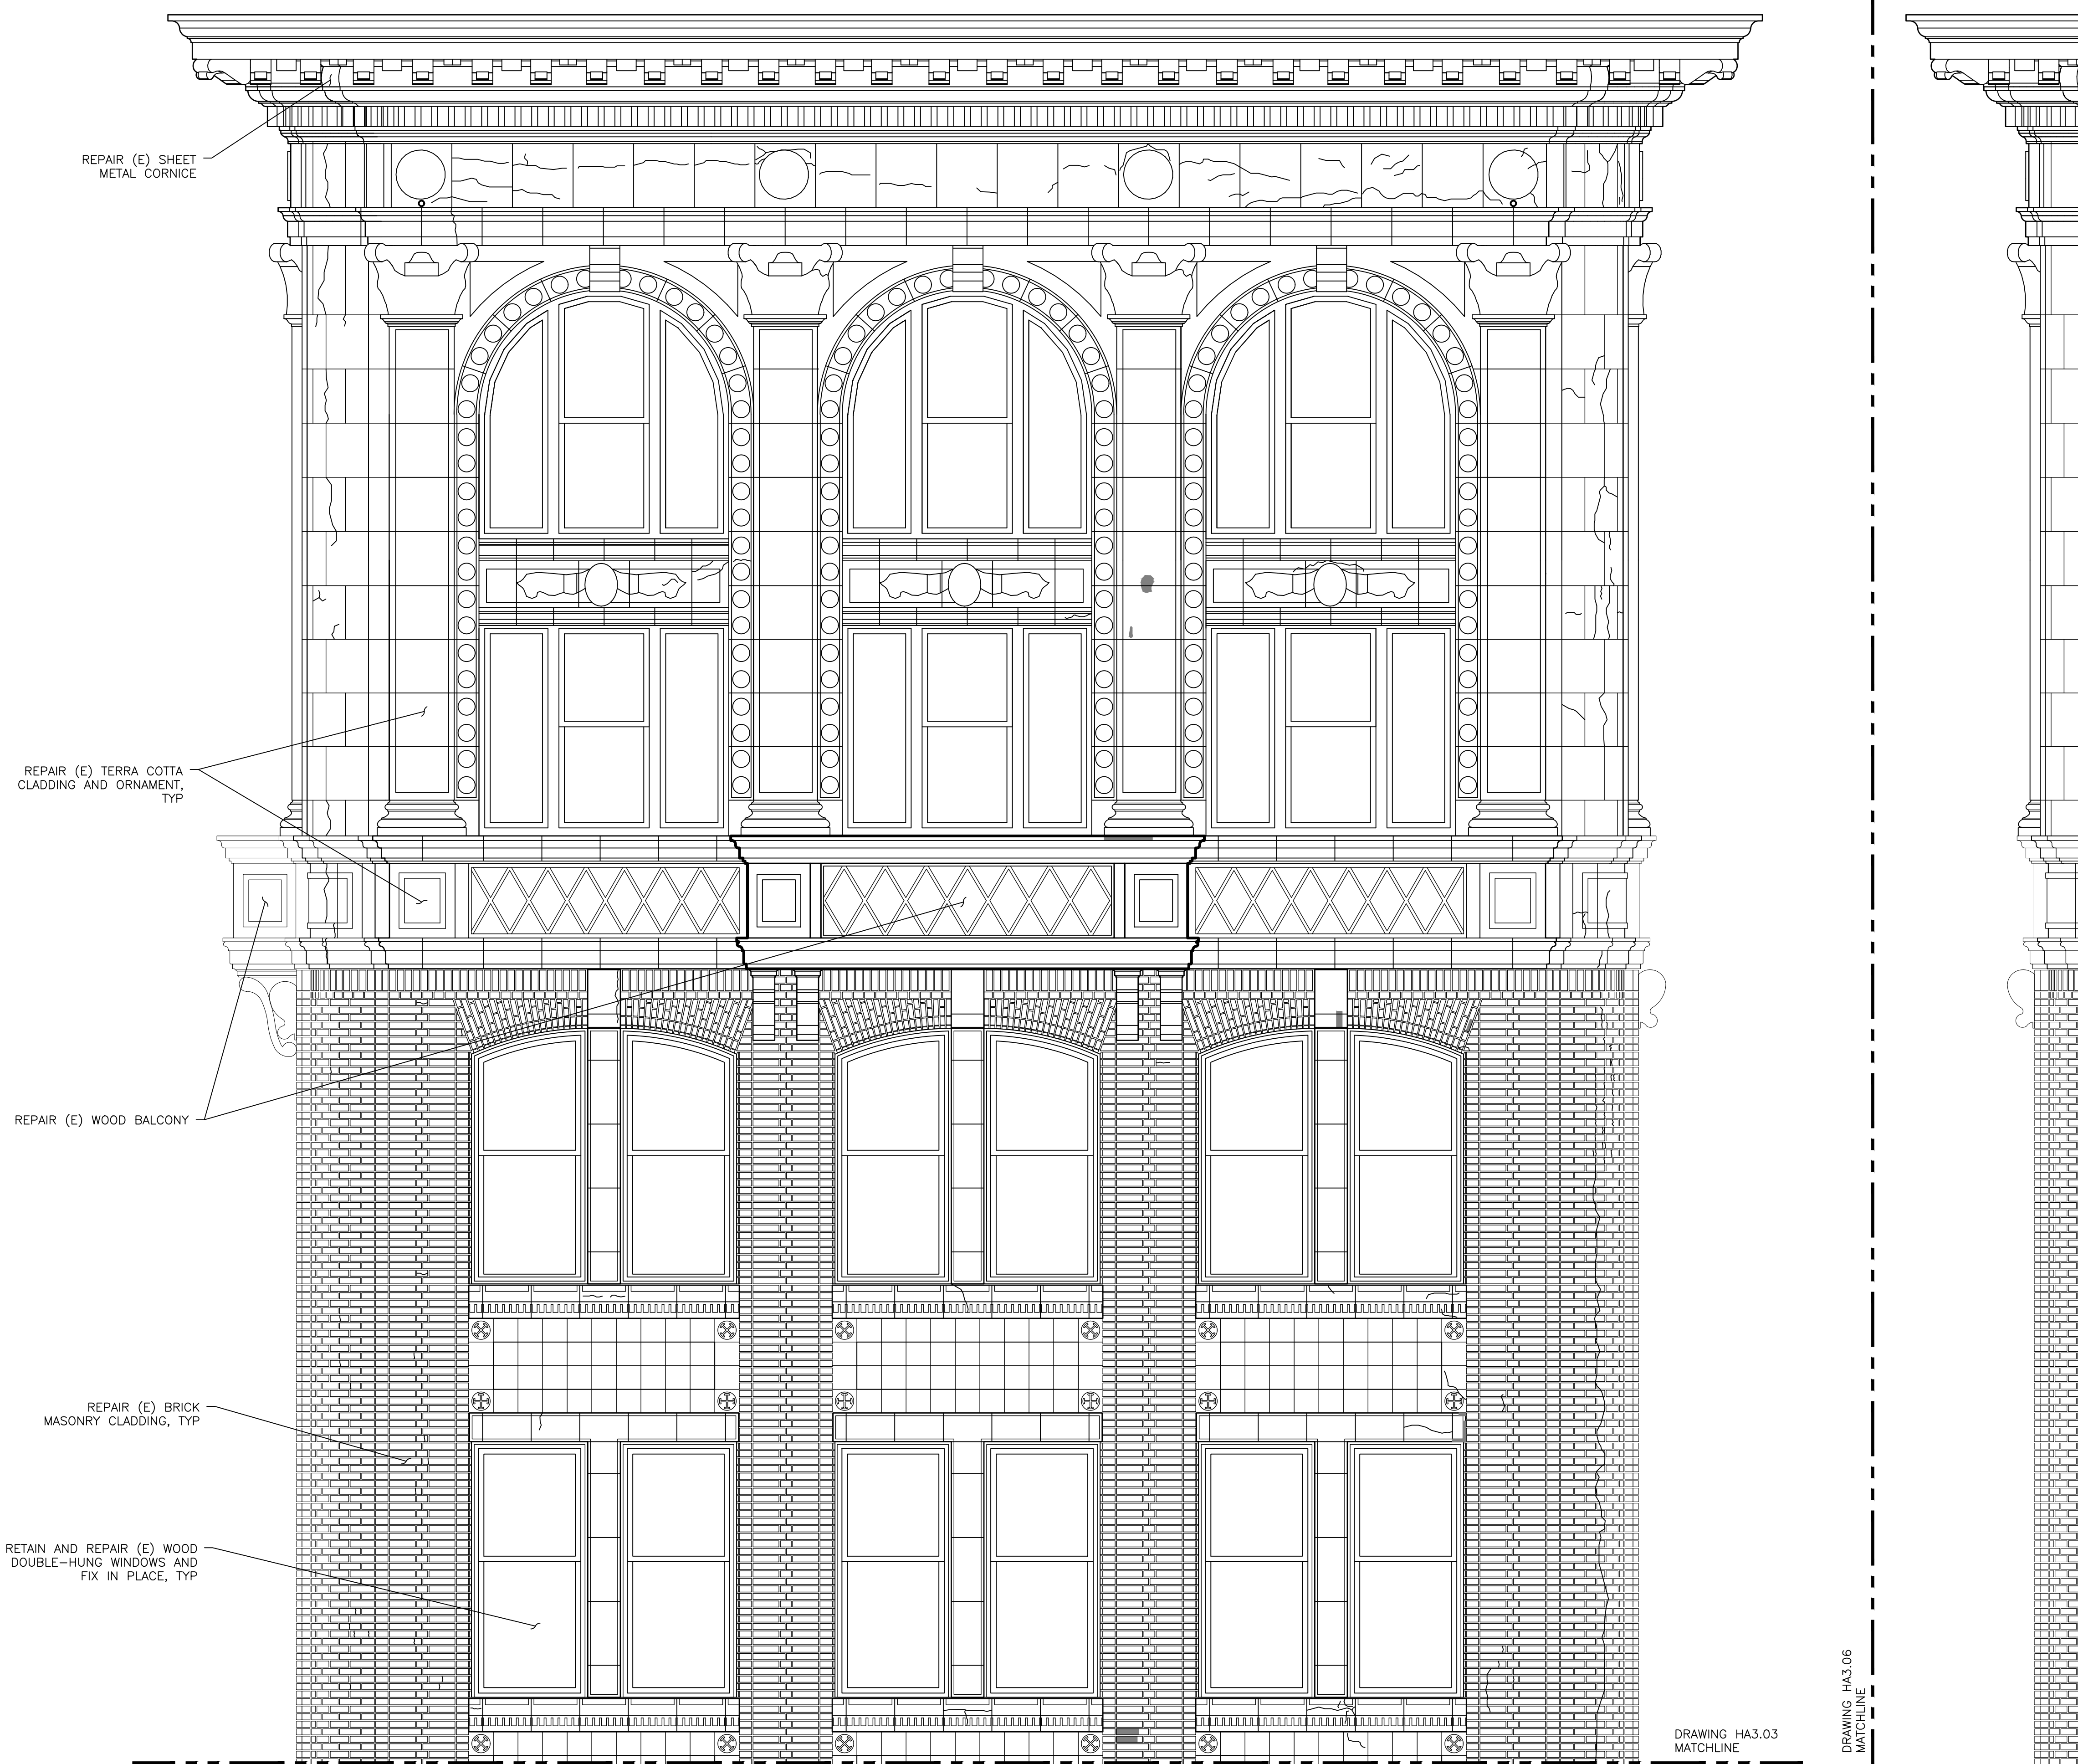 REPAIR (E) SHEET
METAL CORNICE
REPAIR (E) TERRA COTTA
CLADDING AND ORNAMENT,
TYP
REPAIR (E) WOOD BALCONY
REPAIR (E) BRICK
MASONRY CLADDING, TYP
RETAIN AND REPAIR (E) WOOD
DOUBLE-HUNG WINDOWS AND
FIX IN PLACE, TYP
DRAWING HA3.03
MATCHLINE
DRAWING HA3.06
MATCHLINE